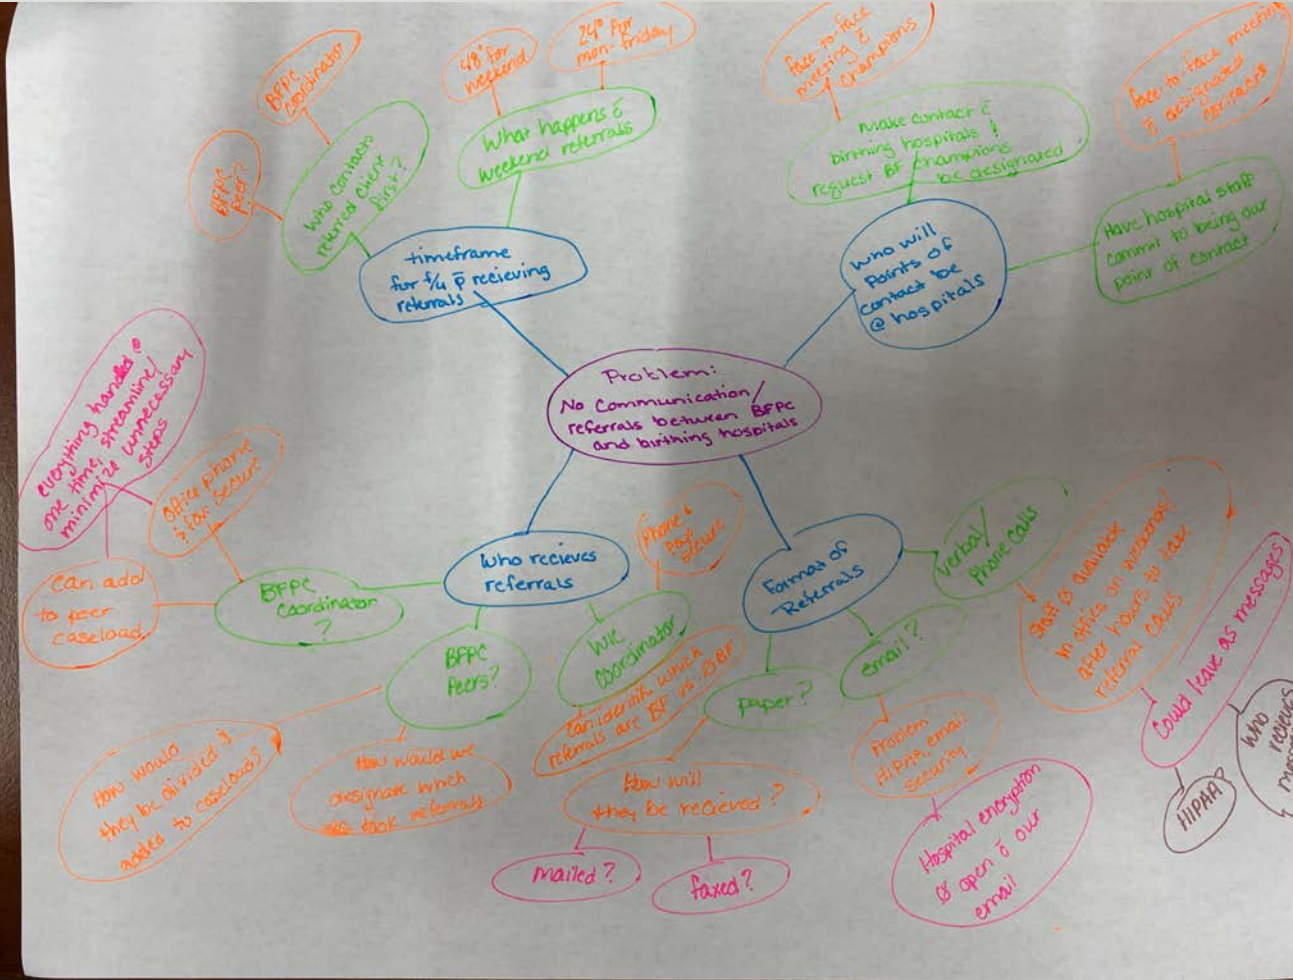 Problem:
No Communication/
referrals between BFPC
and birthing hospitals
timeframe
for f/u p̄ recieving
referrals
Who contacts
referred client
first?
BFPC
Coordinator
BFPC
peer?
What happens c̄
weekend referrals
48° for
weekend
24° for
mon-friday
Who will
points of
contact be
@ hospitals
Make contact c̄
birthing hospitals &
request BF champions
be designated
face-to-face
meeting c̄
champions
Have hospital staff
commit to being our
point of contact
face-to-face meeting
c̄ designated
contacts
Who recieves
referrals
BFPC
Coordinator
?
Office phone
& fax secure
Can add
to peer
caseload
everything handled @
one time, streamline/
minimize unnecessary
steps
BFPC
Peers?
How would
they be divided &
added to caseloads
How would we
designate which
took referrals
WIC
Coordinator
Phone &
secure
Can identify which
referrals are BF vs. Ø BF
Format of
Referrals
paper?
How will
they be recieved?
mailed?
faxed?
email?
Problem
HIPAA, email
security
Hospital encryption
Ø open c̄ our
email
Verbal/
Phone calls
Staff Ø available
in office on weekends/
after hours to take
referral calls
Could leave as messages
HIPAA?
Who
recieves